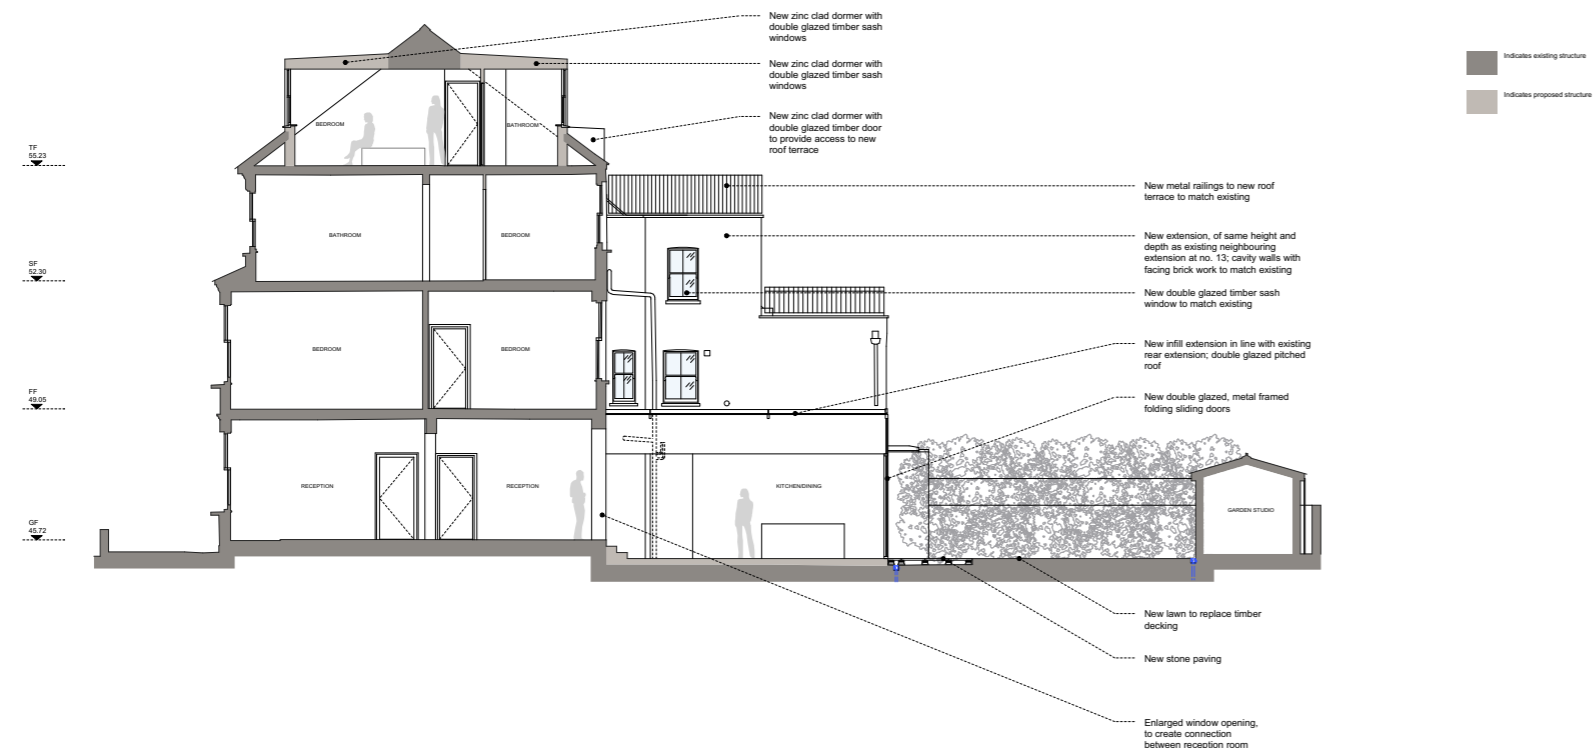 New zinc clad dormer with
double glazed timber sash
windows
New zinc clad dormer with
double glazed timber sash
windows
New zinc clad dormer with
double glazed timber door
to provide access to new
roof terrace
Indicates existing structure
Indicates proposed structure
BEDROOM
BATHROOM
TF
55.23
New metal railings to new roof
terrace to match existing
BATHROOM
BEDROOM
New extension, of same height and
depth as existing neighbouring
extension at no. 13; cavity walls with
facing brick work to match existing
SF
52.30
New double glazed timber sash
window to match existing
BEDROOM
BEDROOM
New infill extension in line with existing
rear extension; double glazed pitched
roof
FF
49.05
New double glazed, metal framed
folding sliding doors
RECEPTION
RECEPTION
KITCHEN/DINING
GARDEN STUDIO
GF
45.72
New lawn to replace timber
decking
New stone paving
Enlarged window opening,
to create connection
between reception room